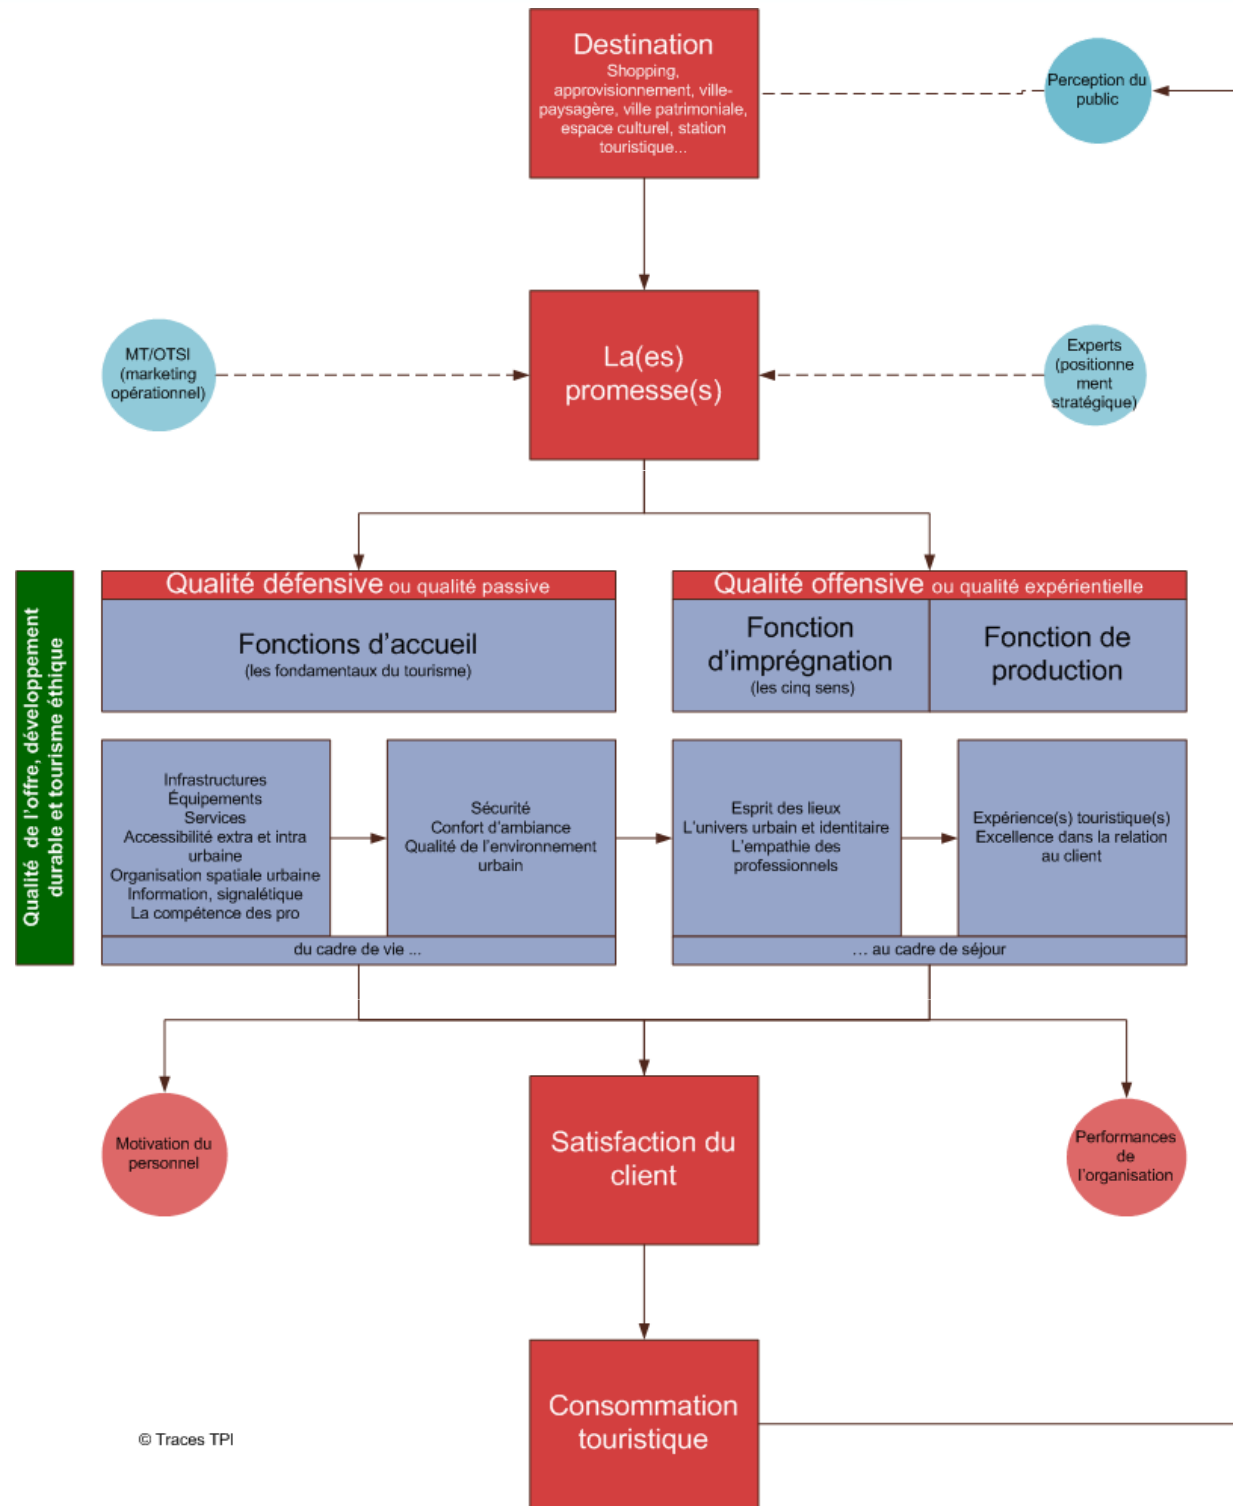 Destination
Shopping,
approvisionnement, ville-
paysagère, ville patrimoniale,
espace culturel, station
touristique...
Perception du
public
MT/OTSI
(marketing
opérationnel)
La(es)
promesse(s)
Experts
(positionne
ment
stratégique)
Qualité de l'offre, développement
durable et tourisme éthique
Qualité défensive ou qualité passive
Fonctions d'accueil
(les fondamentaux du tourisme)
Qualité offensive ou qualité expérientielle
Fonction
d'imprégnation
(les cinq sens)
Fonction de
production
Infrastructures
Équipements
Services
Accessibilité extra et intra
urbaine
Organisation spatiale urbaine
Information, signalétique
La compétence des pro
Sécurité
Confort d'ambiance
Qualité de l'environnement
urbain
Esprit des lieux
L'univers urbain et identitaire
L'empathie des
professionnels
Expérience(s) touristique(s)
Excellence dans la relation
au client
du cadre de vie ...
… au cadre de séjour
Motivation du
personnel
Satisfaction du
client
Performances
de
l'organisation
Consommation
touristique
© Traces TPI